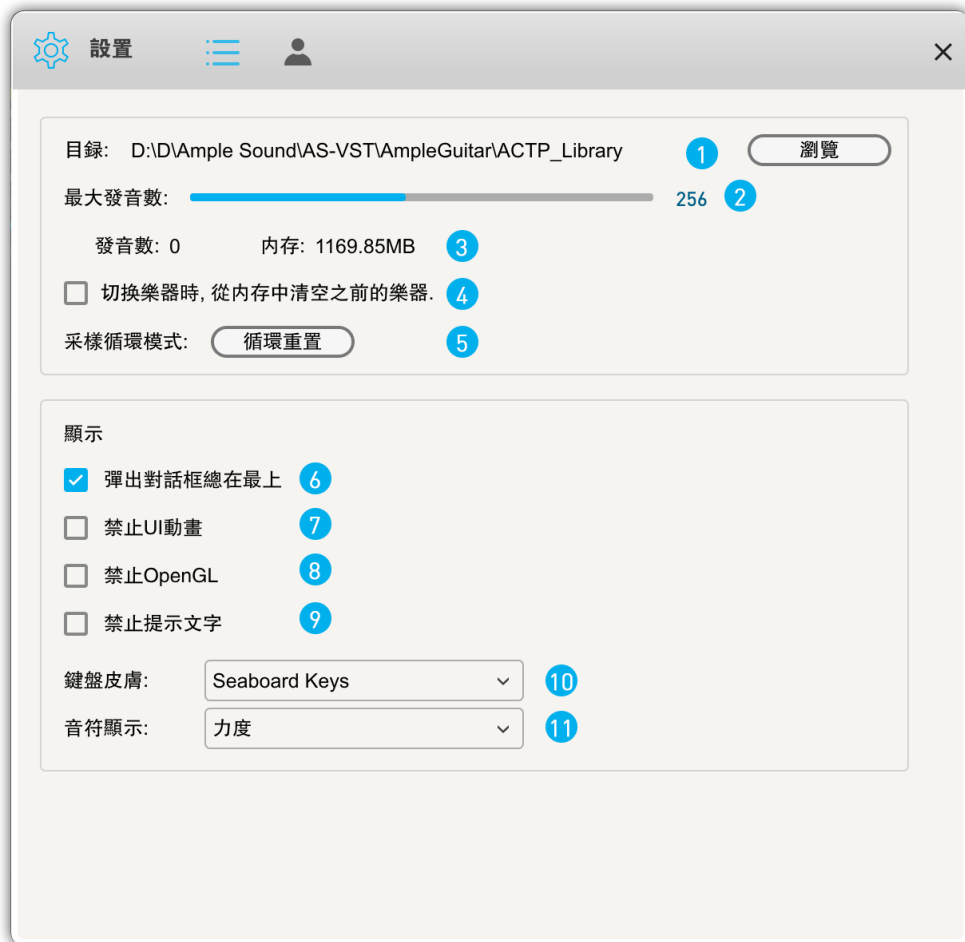 設置
目録: D:\D\Ample Sound\AS-VST\AmpleGuitar\ACTP_Library 1 瀏覽
最大發音數: 256 2
發音數: 0 内存: 1169.85MB 3
切换樂器時, 從内存中清空之前的樂器. 4
采樣循環模式: 循環重置 5
顯示
彈出對話框總在最上 6
禁止UI動畫 7
禁止OpenGL 8
禁止提示文字 9
鍵盤皮膚: Seaboard Keys 10
音符顯示: 力度 11